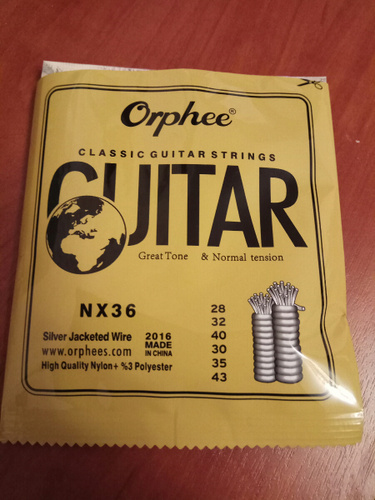 Orphee®
CLASSIC GUITAR STRINGS
GUITAR
Great Tone & Normal tension
NX36
Silver Jacketed Wire
www.orphees.com
High Quality Nylon+ %3 Polyester
2016
MADE
IN CHINA
28
32
40
30
35
43